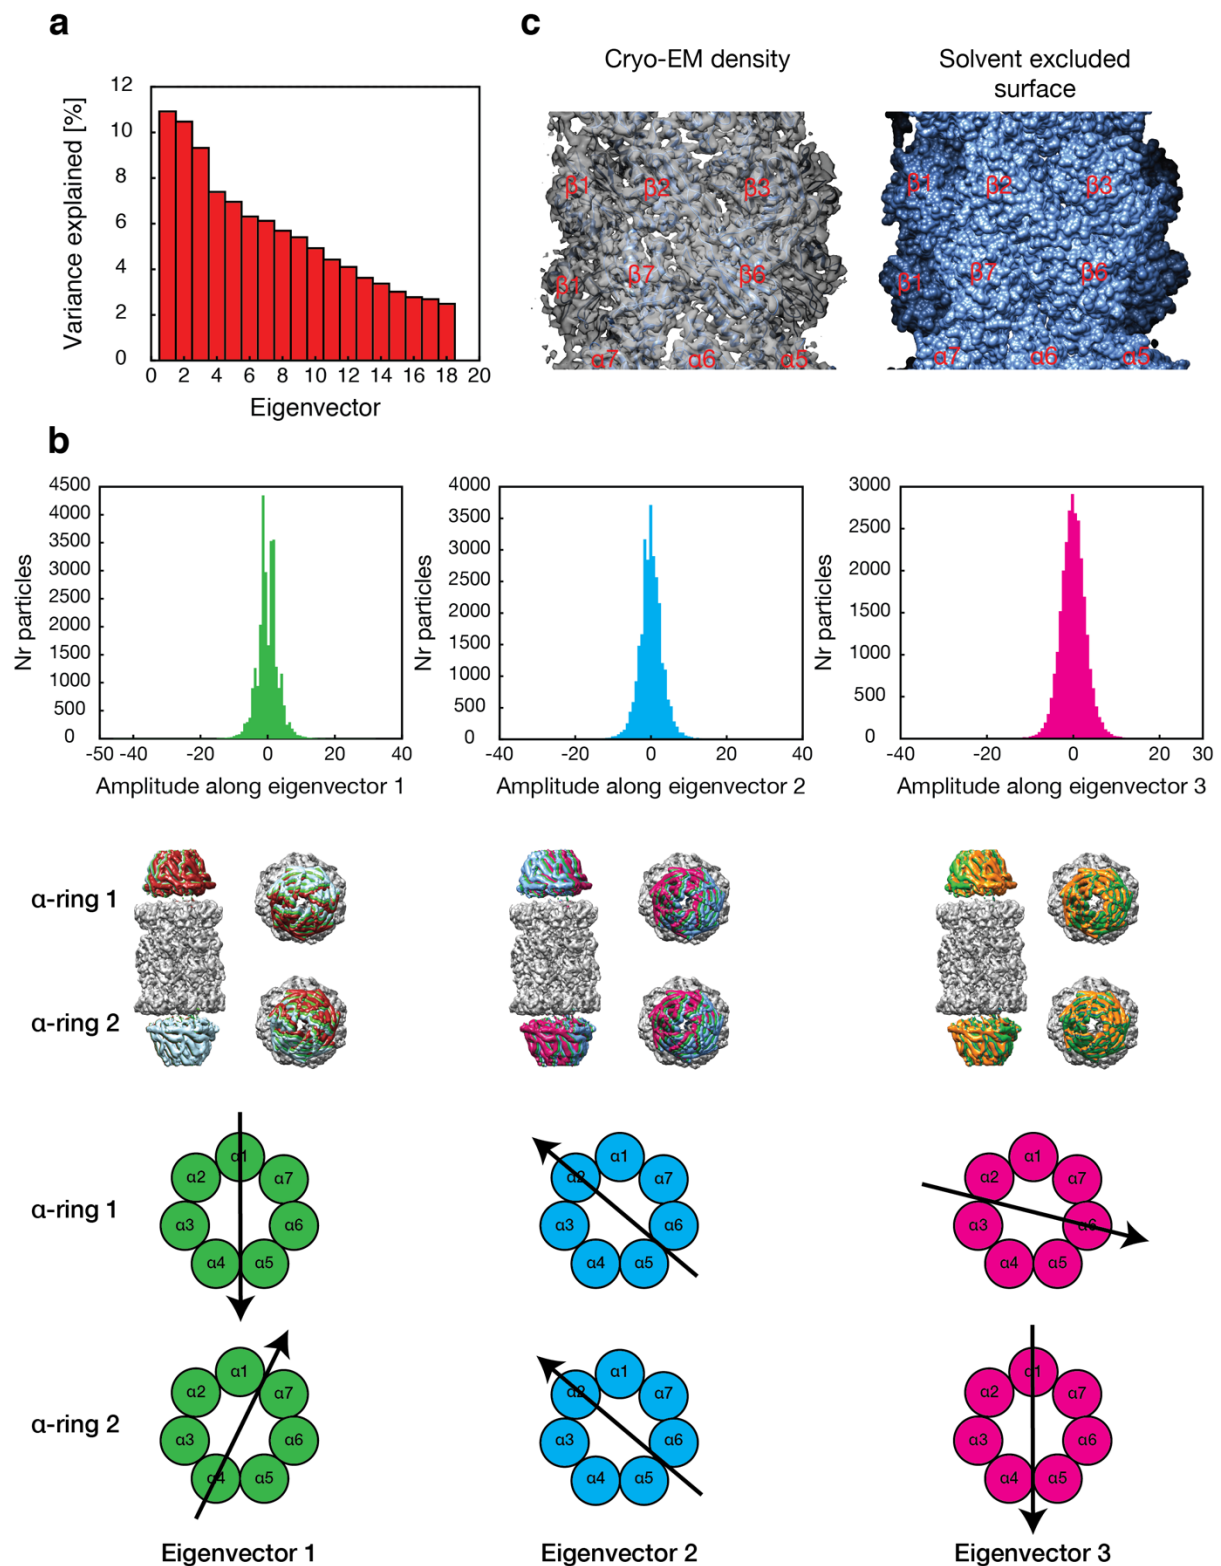 a
Variance explained [%]
12
10
8
6
4
2
0
0 2 4 6 8 10 12 14 16 18 20
Eigenvector
c
Cryo-EM density
Solvent excluded
surface
β1 β2 β3
β1 β7 β6
α7 α6 α5
β1 β2 β3
β1 β7 β6
α7 α6 α5
b
Nr particles
4500
4000
3500
3000
2500
2000
1500
1000
500
0
-50 -40 -20 0 20 40
Amplitude along eigenvector 1
Nr particles
4000
3500
3000
2500
2000
1500
1000
500
0
-40 -20 0 20 40
Amplitude along eigenvector 2
Nr particles
3000
2500
2000
1500
1000
500
0
-40 -20 0 20 30
Amplitude along eigenvector 3
α-ring 1
α-ring 2
α-ring 1
α1
α2 α7
α3 α6
α4 α5
α1
α2 α7
α3 α6
α4 α5
α1
α2 α7
α3 α6
α4 α5
α-ring 2
α1
α2 α7
α3 α6
α4 α5
α1
α2 α7
α3 α6
α4 α5
α1
α2 α7
α3 α6
α4 α5
Eigenvector 1
Eigenvector 2
Eigenvector 3